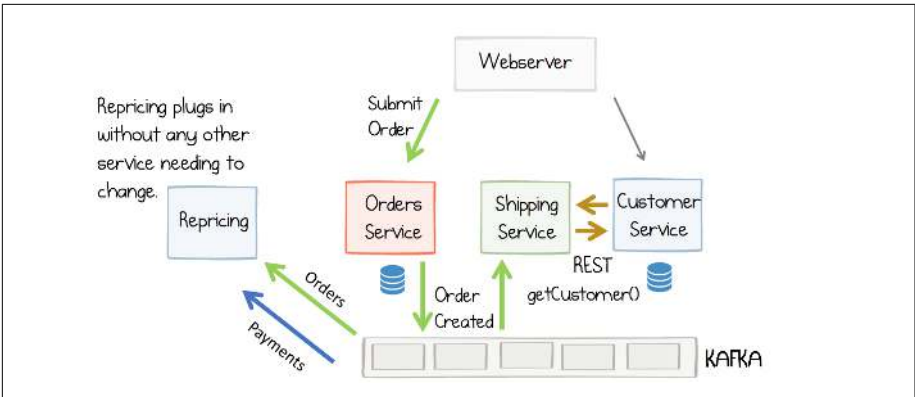 Webserver
Repricing plugs in
without any other
service needing to
change.
Submit
Order
Repricing
Orders
Service
Shipping
Service
Customer
Service
REST
getCustomer()
Orders
Payments
Order
Created
KAFKA